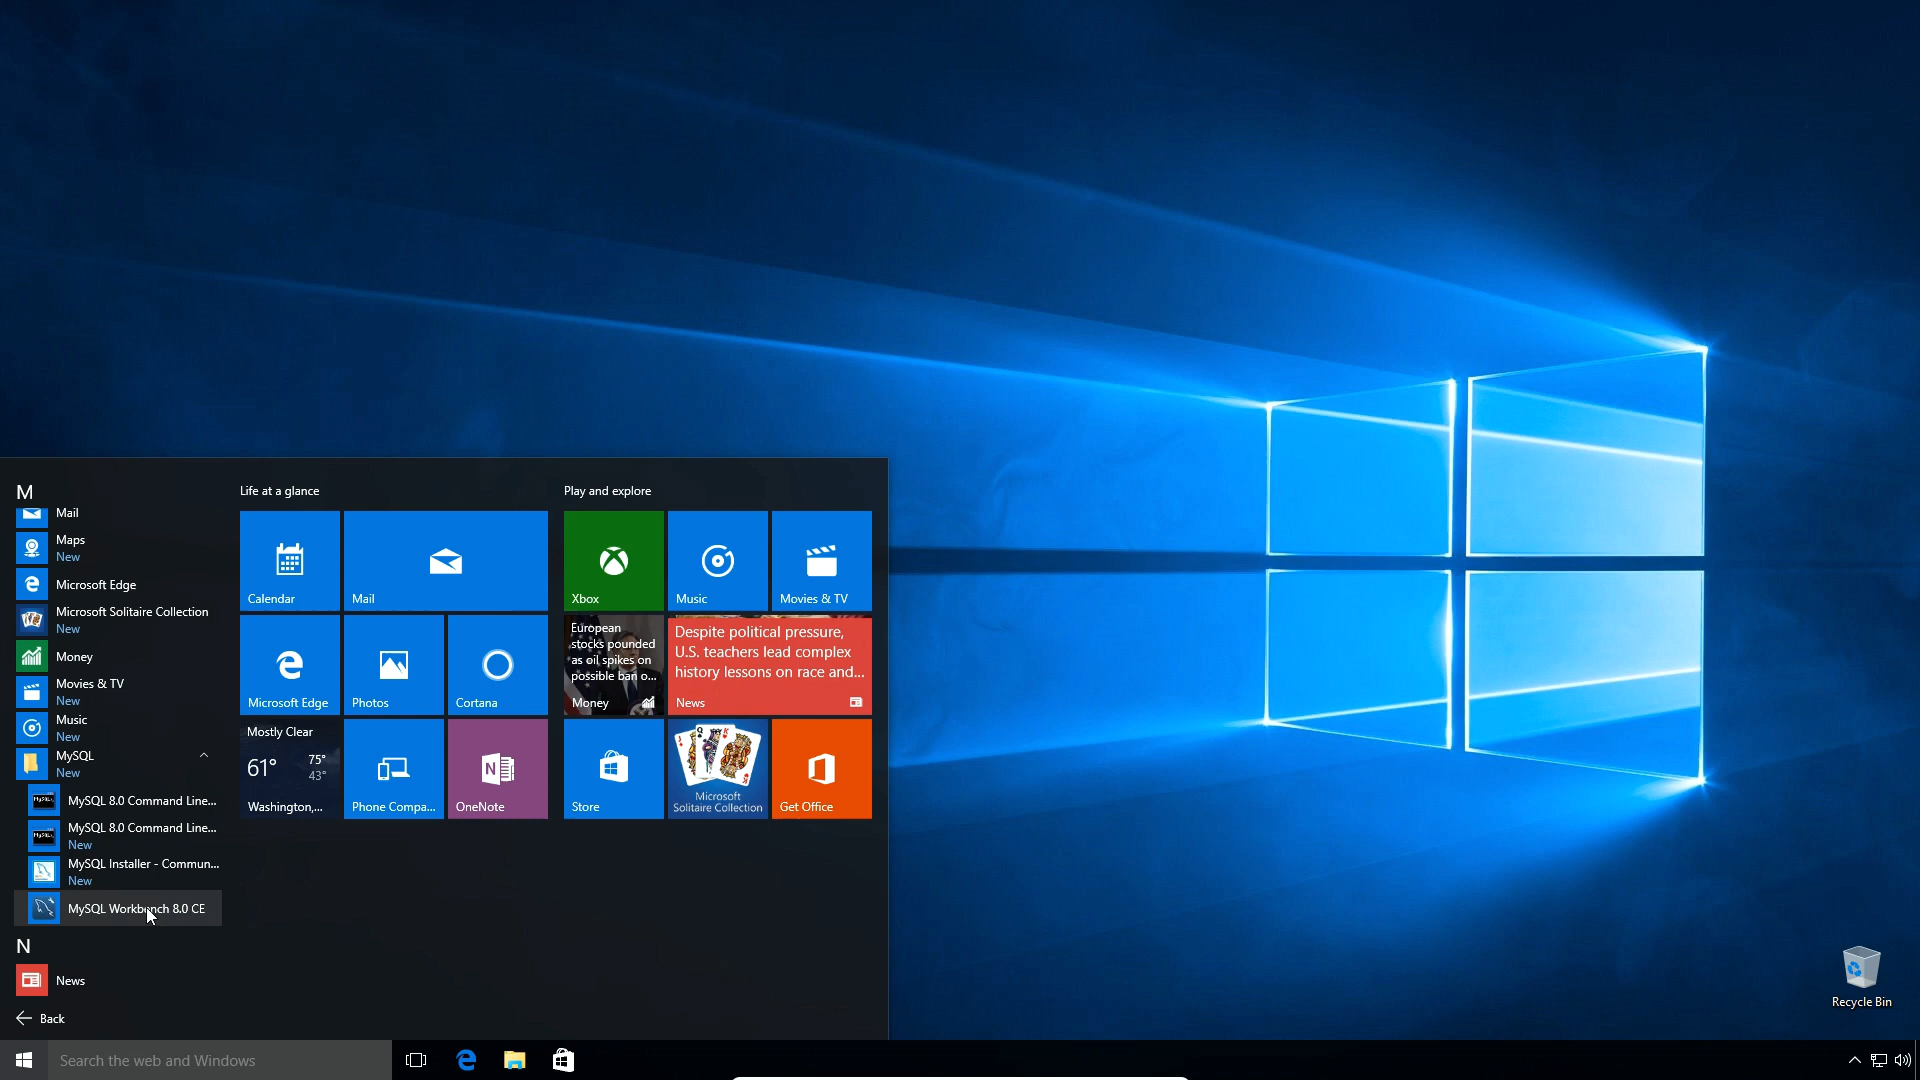 M
Mail
Maps
New
Microsoft Edge
Microsoft Solitaire Collection
New
Money
Movies & TV
New
Music
New
MySQL
New
MySQL 8.0 Command Line...
MySQL 8.0 Command Line...
New
MySQL Installer - Commun...
New
MySQL Workbench 8.0 CE
N
News
Back
Life at a glance
Calendar
Mail
Microsoft Edge
Photos
Cortana
Mostly Clear
61°
75°
43°
Washington,...
Phone Compa...
OneNote
Play and explore
Xbox
Music
Movies & TV
European
stocks pounded
as oil spikes on
possible ban o...
Money
Despite political pressure,
U.S. teachers lead complex
history lessons on race and...
News
Store
Microsoft
Solitaire Collection
Get Office
Recycle Bin
Search the web and Windows